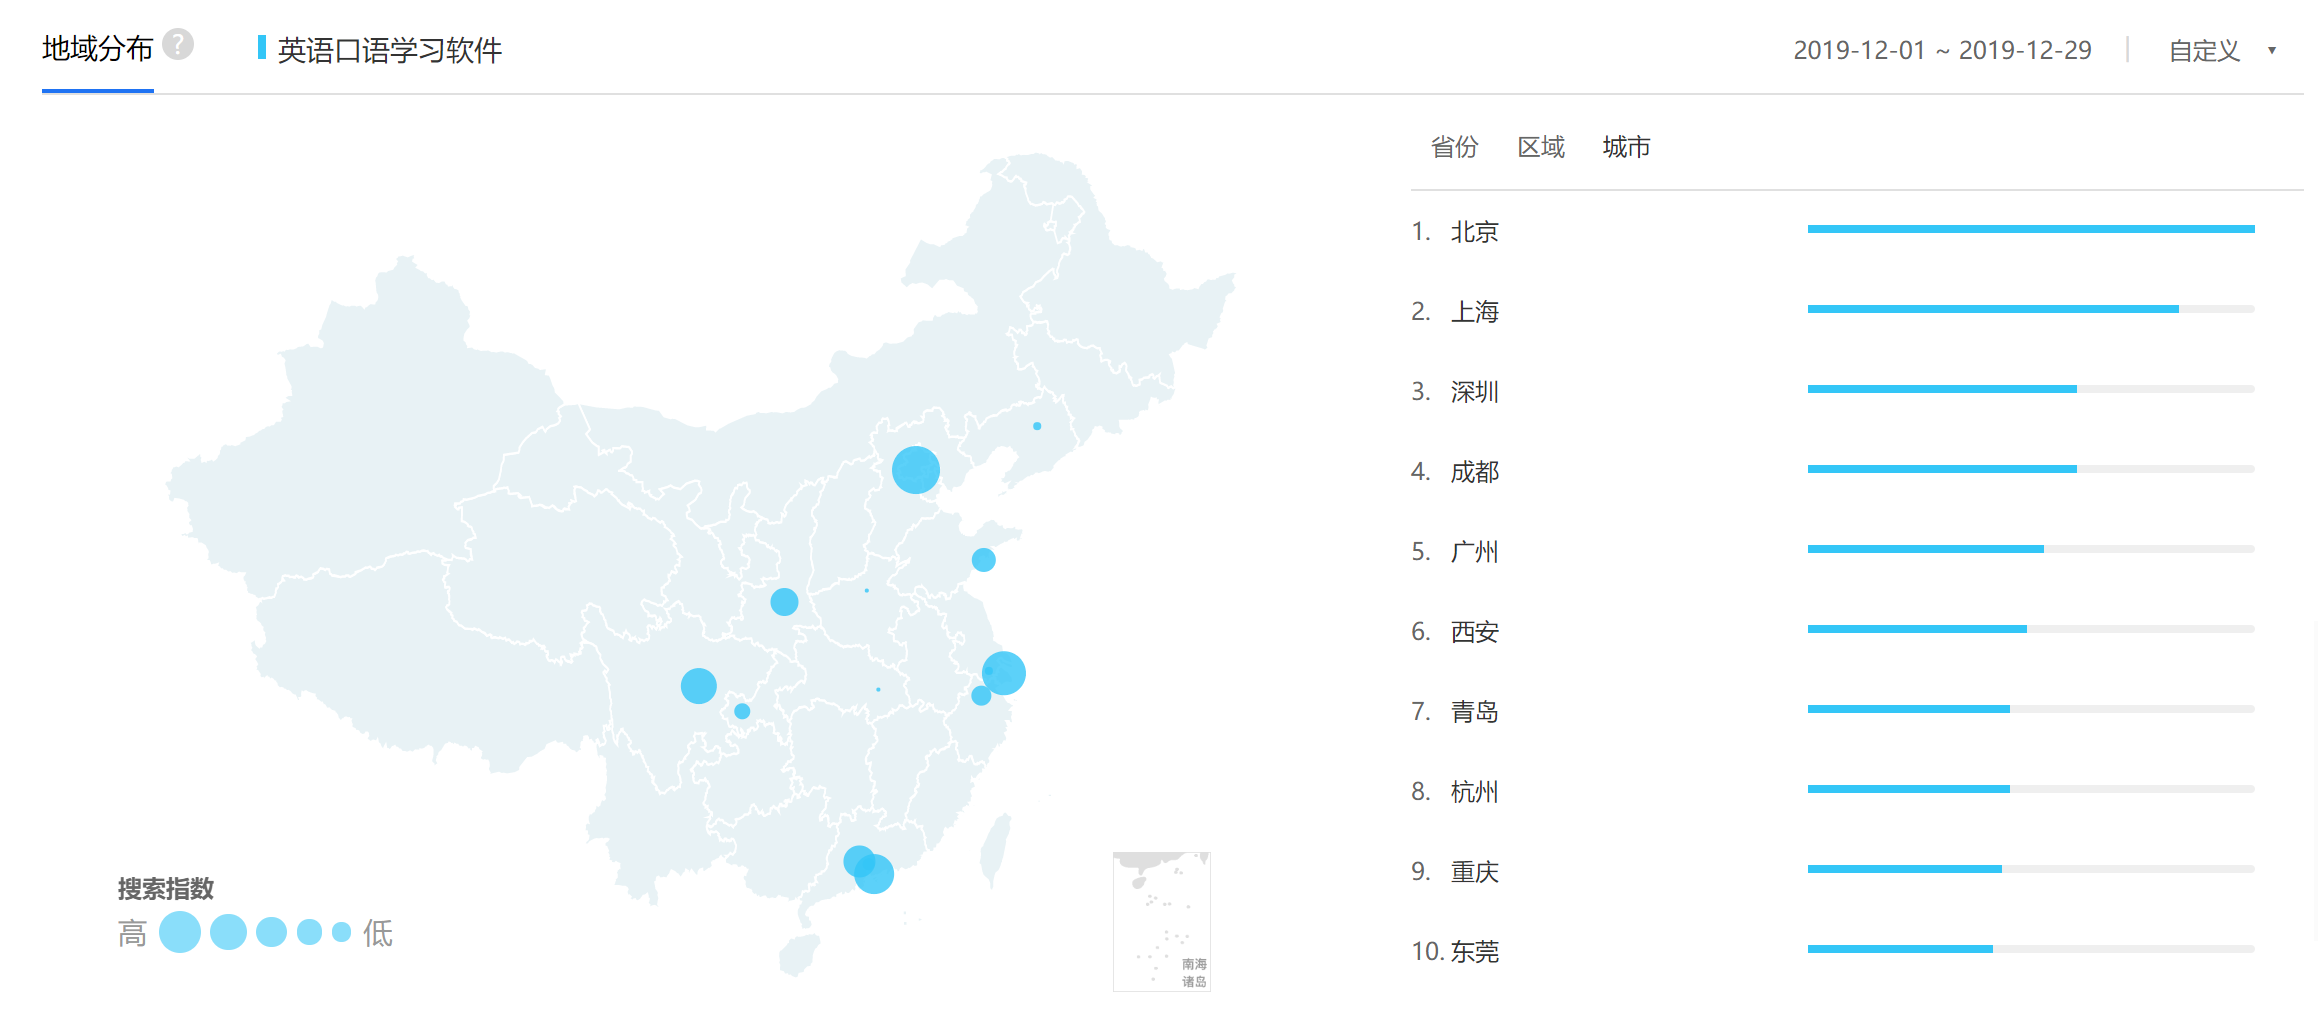 地域分布 ? 英语口语学习软件 2019-12-01 ~ 2019-12-29 | 自定义 ▼
省份 区域 城市
1. 北京
2. 上海
3. 深圳
4. 成都
5. 广州
6. 西安
7. 青岛
8. 杭州
9. 重庆
10. 东莞
搜索指数
高 低
南海
诸岛